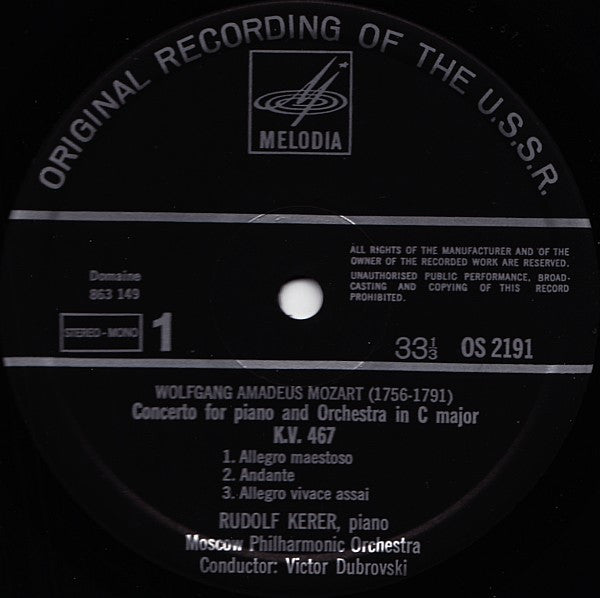 ORIGINAL RECORDING OF THE U.S.S.R.
MELODIA
ALL RIGHTS OF THE MANUFACTURER AND OF THE
OWNER OF THE RECORDED WORK ARE RESERVED.
UNAUTHORISED PUBLIC PERFORMANCE, BROAD-
CASTING AND COPYING OF THIS RECORD
PROHIBITED.
Domaine
863 149
STEREO-MONO 1
33 1/3 OS 2191
WOLFGANG AMADEUS MOZART (1756-1791)
Concerto for piano and Orchestra in C major
K.V. 467
1. Allegro maestoso
2. Andante
3. Allegro vivace assai
RUDOLF KERER, piano
Moscow Philharmonic Orchestra
Conductor: Victor Dubrovski